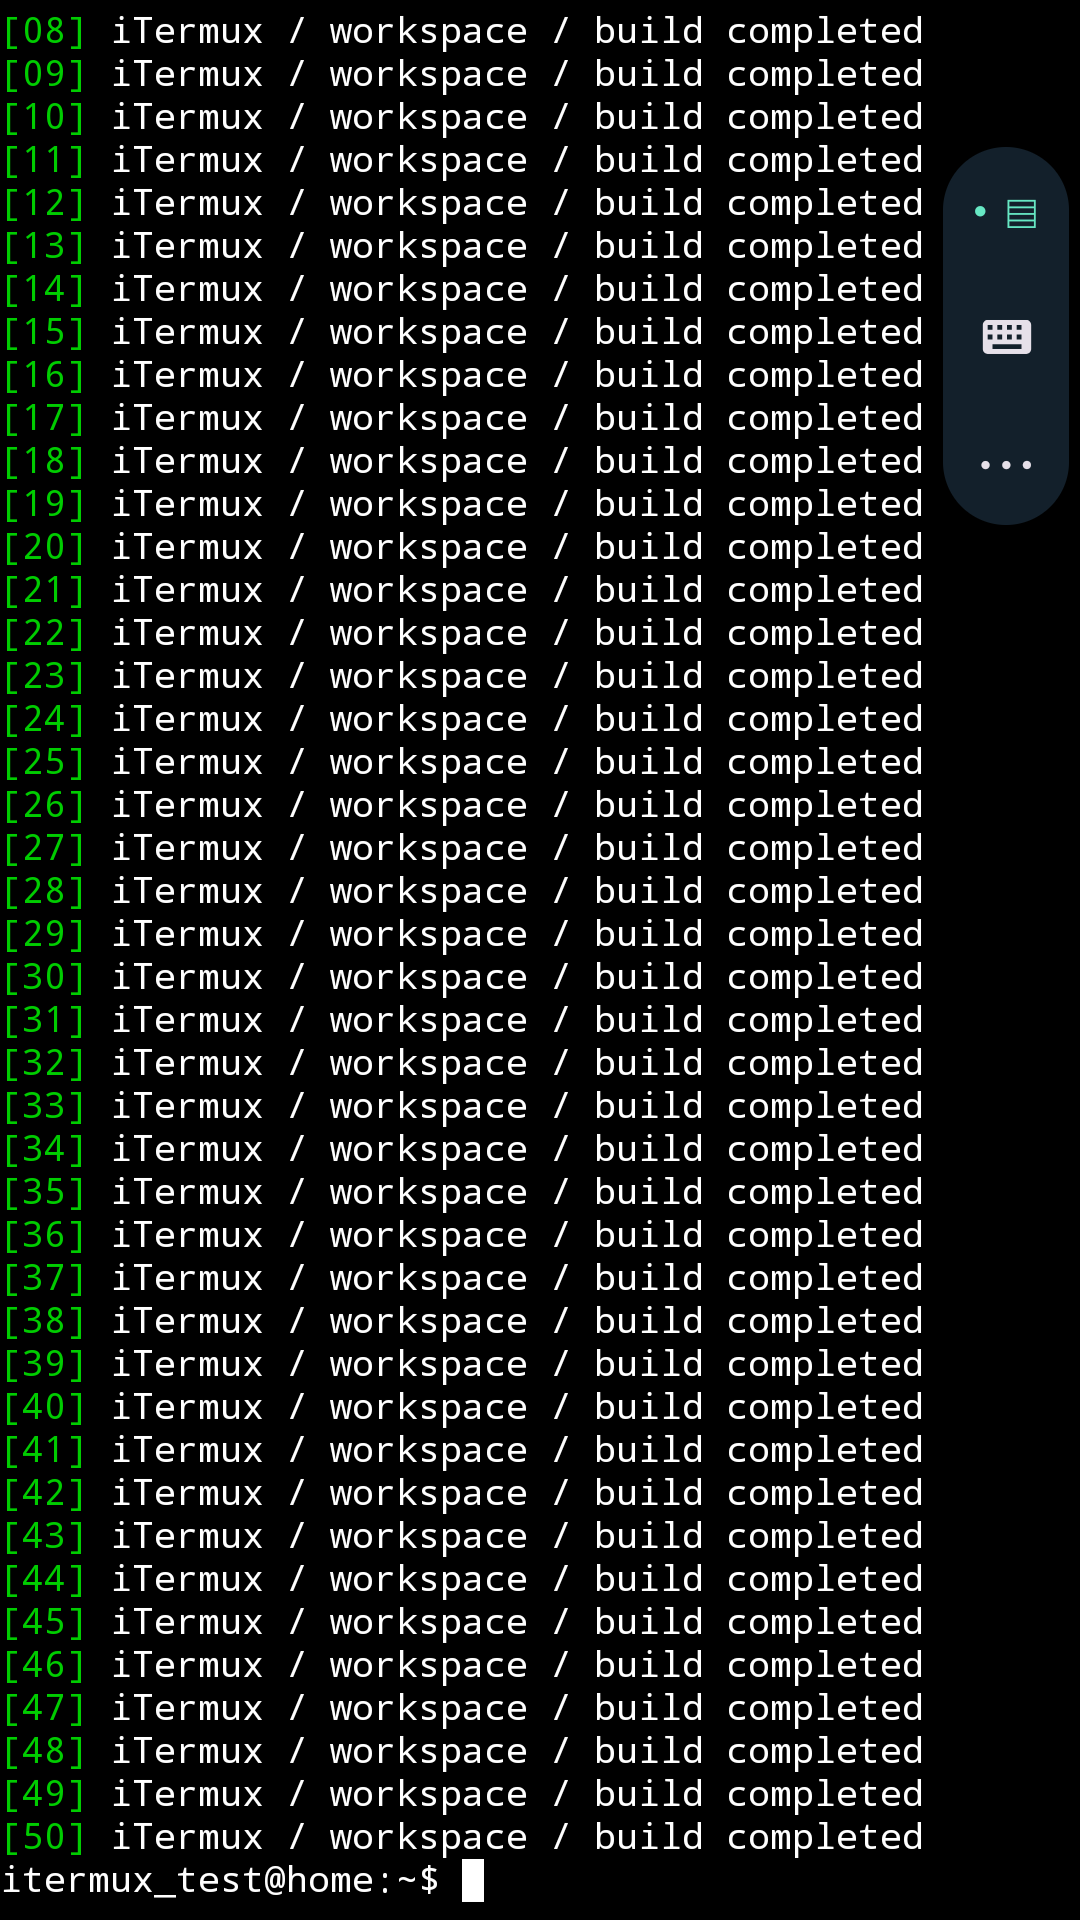 [08] iTermux / workspace / build completed
[09] iTermux / workspace / build completed
[10] iTermux / workspace / build completed
[11] iTermux / workspace / build completed
[12] iTermux / workspace / build completed
[13] iTermux / workspace / build completed
[14] iTermux / workspace / build completed
[15] iTermux / workspace / build completed
[16] iTermux / workspace / build completed
[17] iTermux / workspace / build completed
[18] iTermux / workspace / build completed
[19] iTermux / workspace / build completed
[20] iTermux / workspace / build completed
[21] iTermux / workspace / build completed
[22] iTermux / workspace / build completed
[23] iTermux / workspace / build completed
[24] iTermux / workspace / build completed
[25] iTermux / workspace / build completed
[26] iTermux / workspace / build completed
[27] iTermux / workspace / build completed
[28] iTermux / workspace / build completed
[29] iTermux / workspace / build completed
[30] iTermux / workspace / build completed
[31] iTermux / workspace / build completed
[32] iTermux / workspace / build completed
[33] iTermux / workspace / build completed
[34] iTermux / workspace / build completed
[35] iTermux / workspace / build completed
[36] iTermux / workspace / build completed
[37] iTermux / workspace / build completed
[38] iTermux / workspace / build completed
[39] iTermux / workspace / build completed
[40] iTermux / workspace / build completed
[41] iTermux / workspace / build completed
[42] iTermux / workspace / build completed
[43] iTermux / workspace / build completed
[44] iTermux / workspace / build completed
[45] iTermux / workspace / build completed
[46] iTermux / workspace / build completed
[47] iTermux / workspace / build completed
[48] iTermux / workspace / build completed
[49] iTermux / workspace / build completed
[50] iTermux / workspace / build completed
itermux_test@home:~$